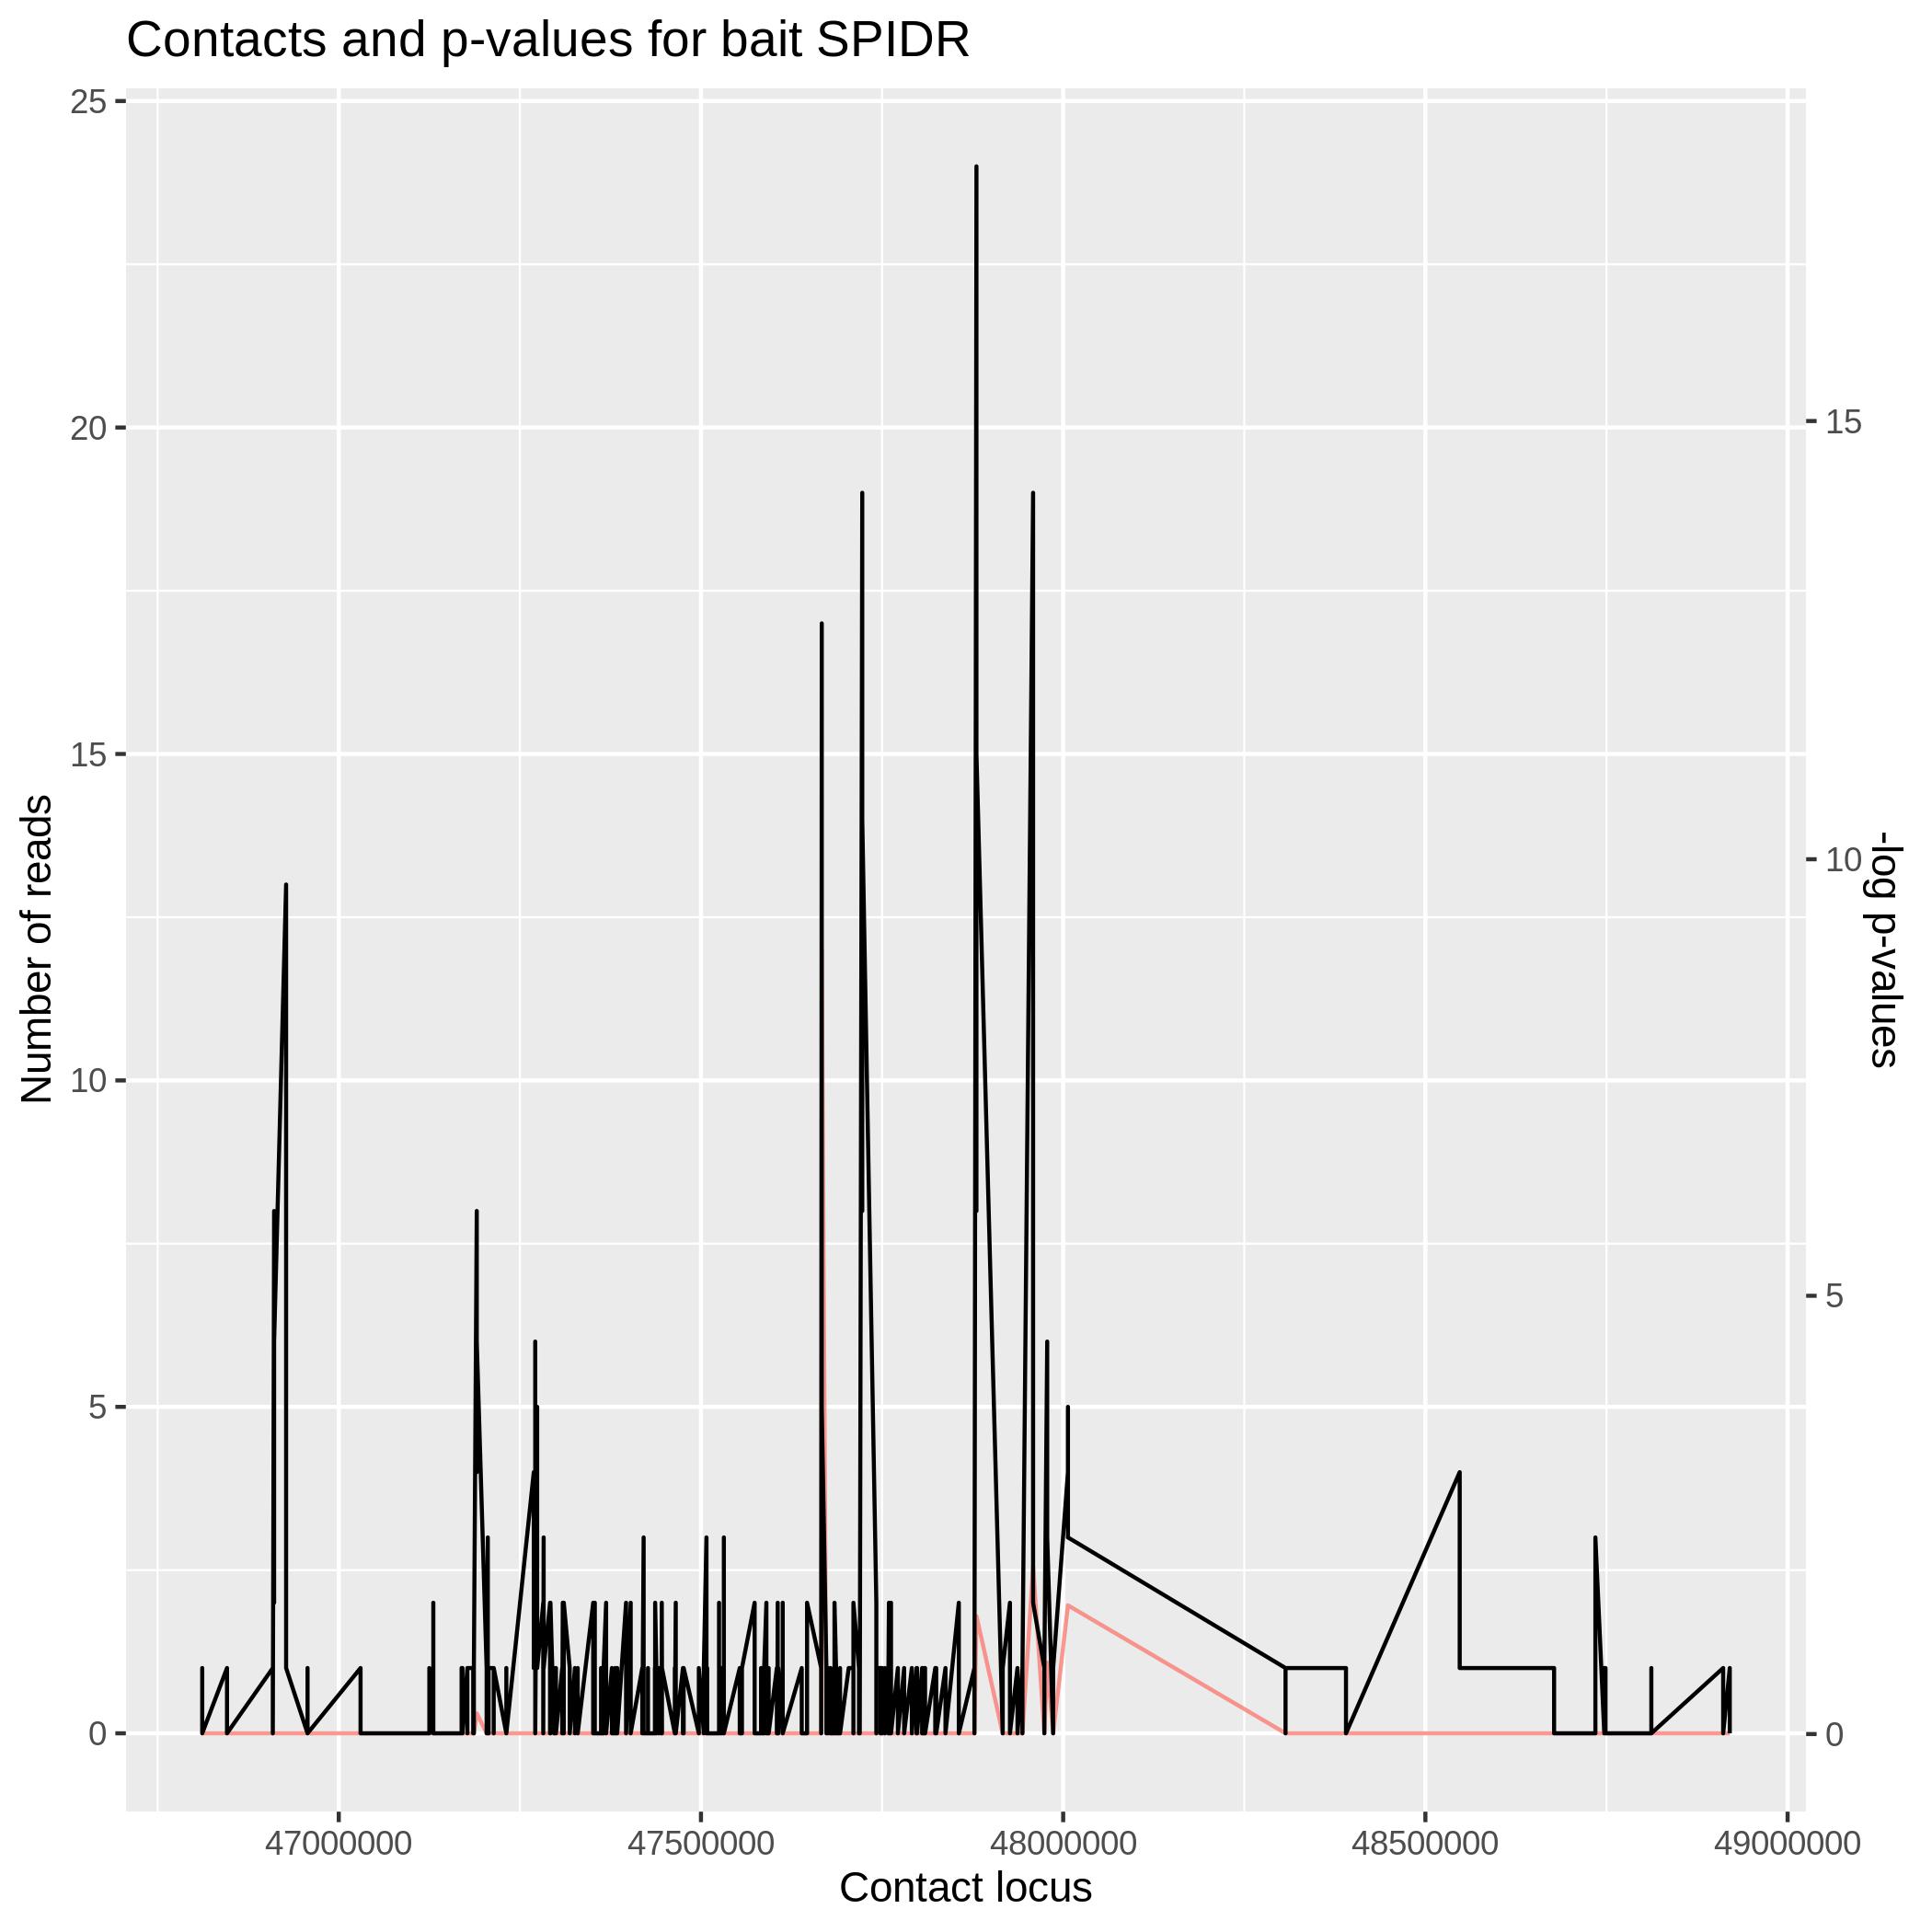 Contacts and p-values for bait SPIDR
25
20
15
10
5
0
Number of reads
15
10
5
0
-log p-values
47000000 47500000 48000000 48500000 49000000
Contact locus